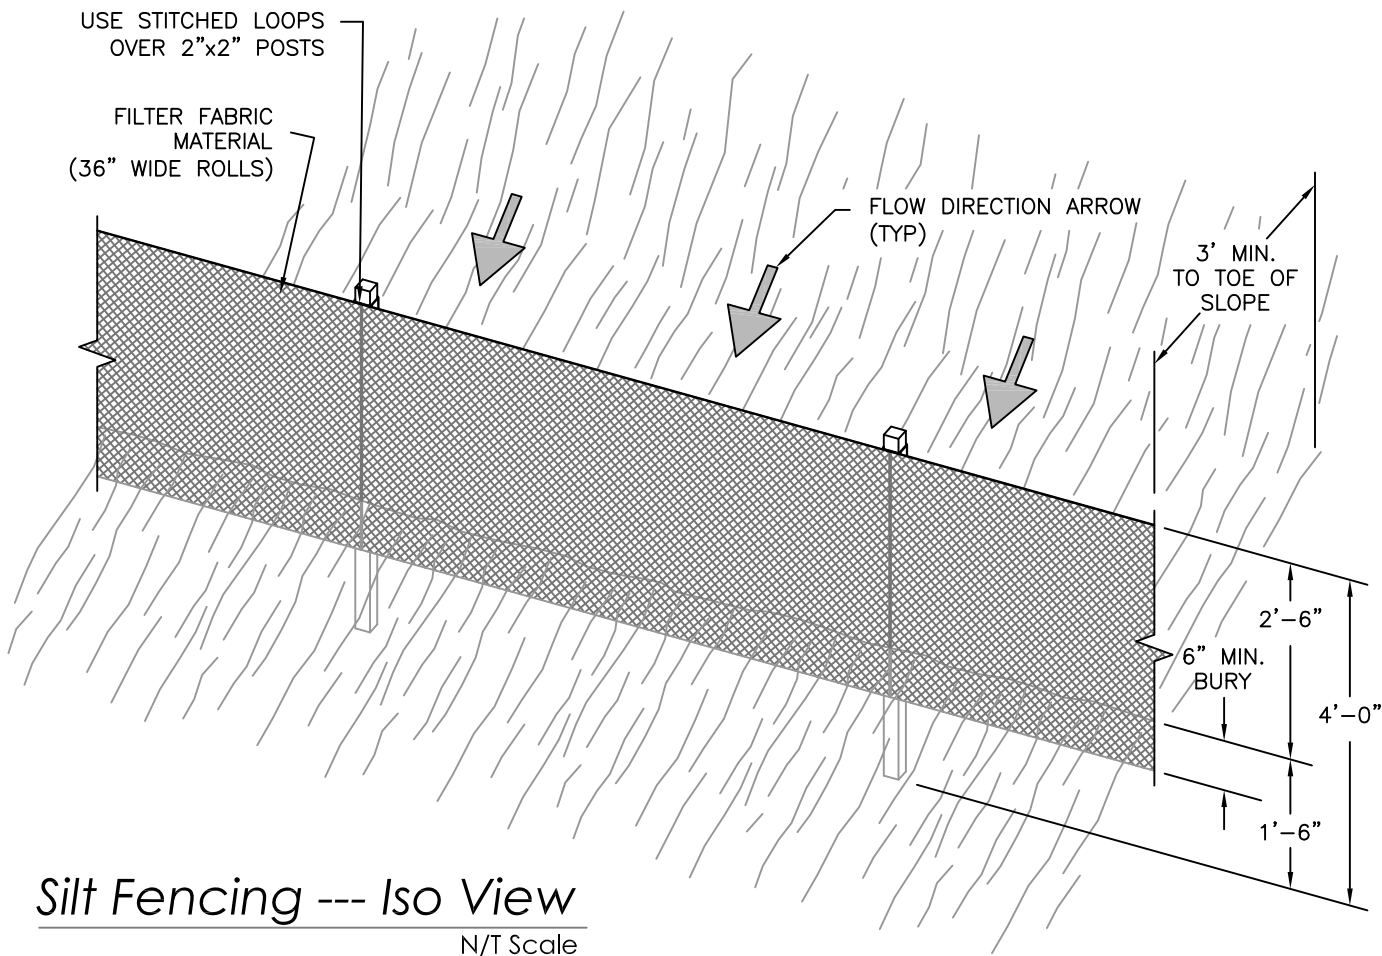 USE STITCHED LOOPS
OVER 2”x2” POSTS
FILTER FABRIC
MATERIAL
(36” WIDE ROLLS)
FLOW DIRECTION ARROW
(TYP)
3’ MIN.
TO TOE OF
SLOPE
2’-6”
6” MIN.
BURY
4’-0”
1’-6”
Silt Fencing --- Iso View
N/T Scale